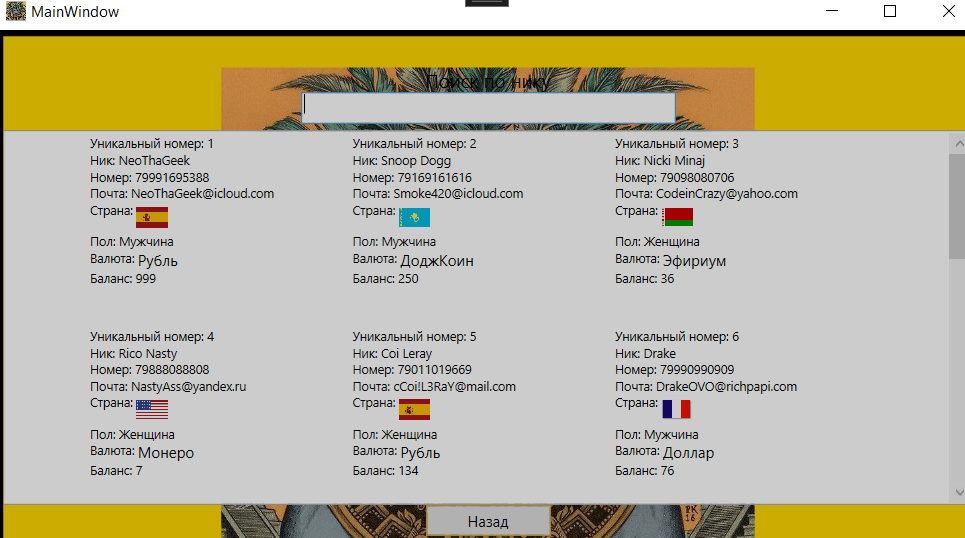 MainWindow
Поиск по нику
Уникальный номер: 1
Ник: NeoThaGeek
Номер: 79991695388
Почта: NeoThaGeek@icloud.com
Страна:
Пол: Мужчина
Валюта: Рубль
Баланс: 999
Уникальный номер: 2
Ник: Snoop Dogg
Номер: 79169161616
Почта: Smoke420@icloud.com
Страна:
Пол: Мужчина
Валюта: ДоджКоин
Баланс: 250
Уникальный номер: 3
Ник: Nicki Minaj
Номер: 79098080706
Почта: CodeinCrazy@yahoo.com
Страна:
Пол: Женщина
Валюта: Эфириум
Баланс: 36
Уникальный номер: 4
Ник: Rico Nasty
Номер: 79888088808
Почта: NastyAss@yandex.ru
Страна:
Пол: Женщина
Валюта: Монеро
Баланс: 7
Уникальный номер: 5
Ник: Coi Leray
Номер: 79011019669
Почта: cCoi!L3RaY@mail.com
Страна:
Пол: Женщина
Валюта: Рубль
Баланс: 134
Уникальный номер: 6
Ник: Drake
Номер: 79990990909
Почта: DrakeOVO@richpapi.com
Страна:
Пол: Мужчина
Валюта: Доллар
Баланс: 76
Назад
PK
16